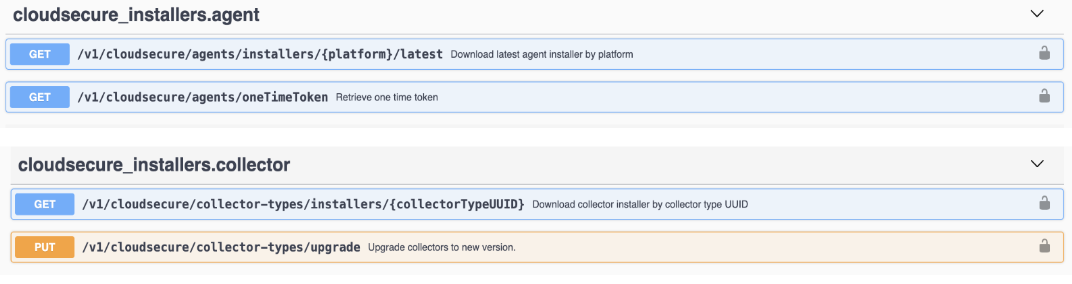 cloudsecure_installers.agent
GET /v1/cloudsecure/agents/installers/{platform}/latest Download latest agent installer by platform
GET /v1/cloudsecure/agents/oneTimeToken Retrieve one time token
cloudsecure_installers.collector
GET /v1/cloudsecure/collector-types/installers/{collectorTypeUUID} Download collector installer by collector type UUID
PUT /v1/cloudsecure/collector-types/upgrade Upgrade collectors to new version.